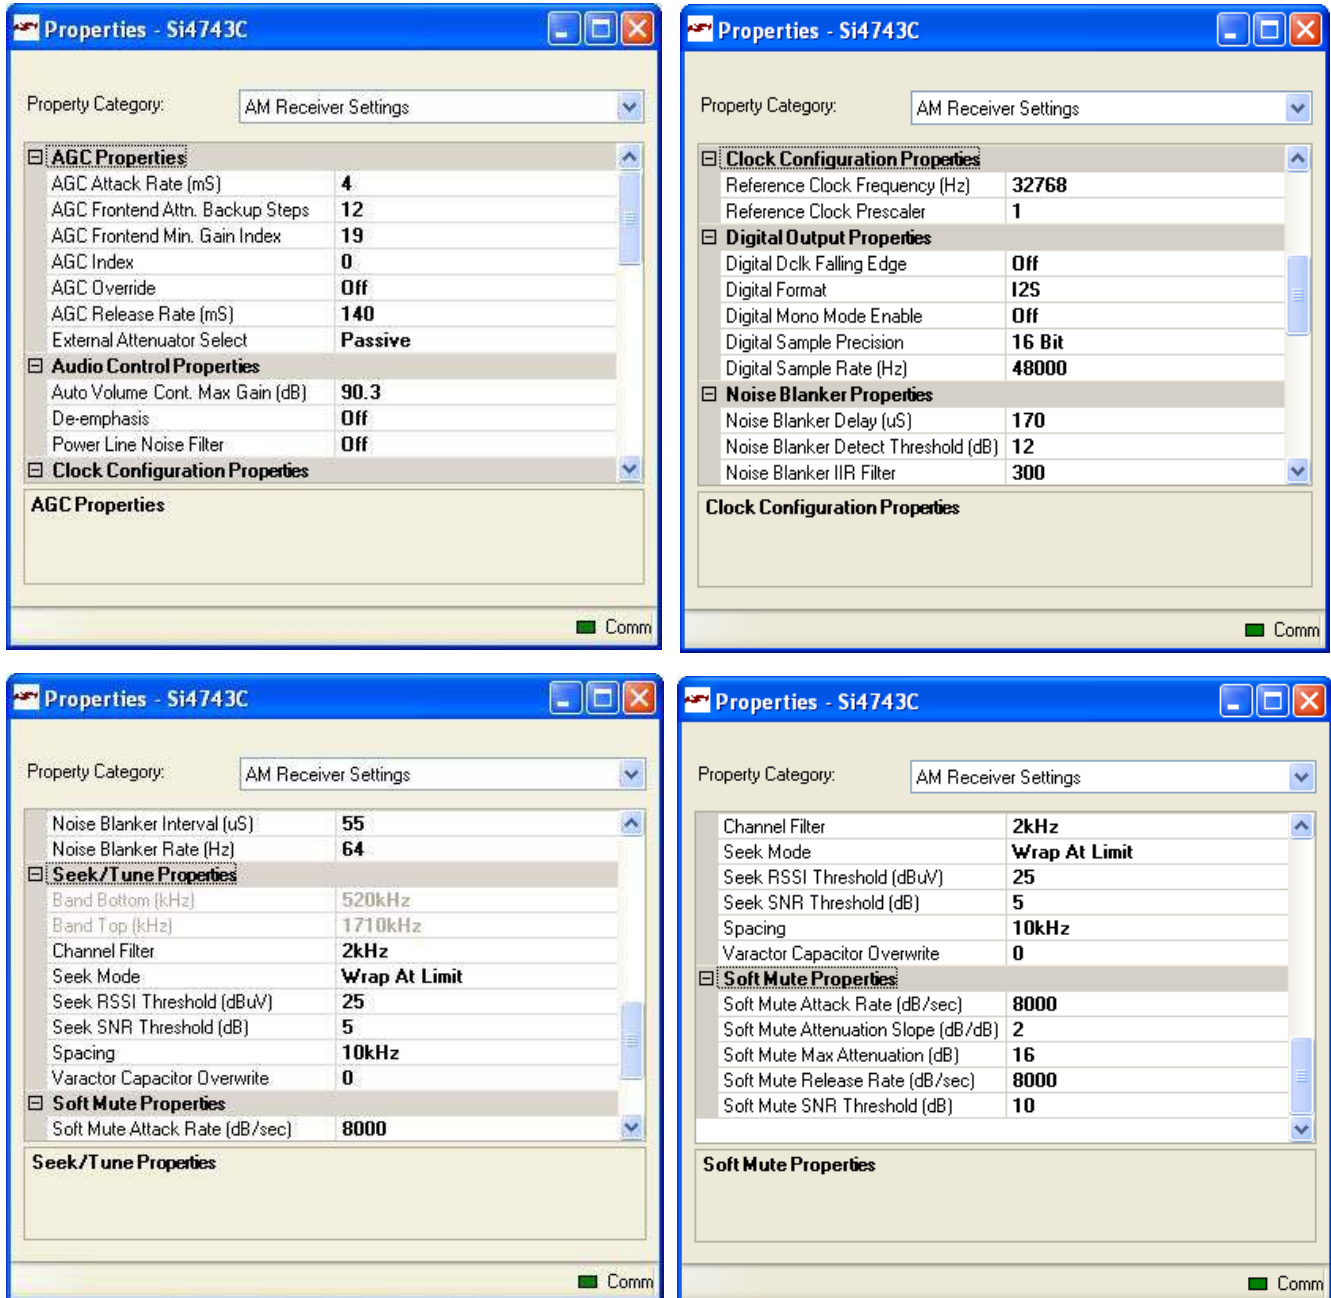 Properties - Si4743C
Property Category: AM Receiver Settings
AGC Properties
AGC Attack Rate (mS) 4
AGC Frontend Attn. Backup Steps 12
AGC Frontend Min. Gain Index 19
AGC Index 0
AGC Override Off
AGC Release Rate (mS) 140
External Attenuator Select Passive
Audio Control Properties
Auto Volume Cont. Max Gain (dB) 90.3
De-emphasis Off
Power Line Noise Filter Off
Clock Configuration Properties
AGC Properties
Comm
Properties - Si4743C
Property Category: AM Receiver Settings
Clock Configuration Properties
Reference Clock Frequency (Hz) 32768
Reference Clock Prescaler 1
Digital Output Properties
Digital Dclk Falling Edge Off
Digital Format I2S
Digital Mono Mode Enable Off
Digital Sample Precision 16 Bit
Digital Sample Rate (Hz) 48000
Noise Blanker Properties
Noise Blanker Delay (uS) 170
Noise Blanker Detect Threshold (dB) 12
Noise Blanker IIR Filter 300
Clock Configuration Properties
Comm
Properties - Si4743C
Property Category: AM Receiver Settings
Noise Blanker Interval (uS) 55
Noise Blanker Rate (Hz) 64
Seek/Tune Properties
Band Bottom (kHz) 520kHz
Band Top (kHz) 1710kHz
Channel Filter 2kHz
Seek Mode Wrap At Limit
Seek RSSI Threshold (dBuV) 25
Seek SNR Threshold (dB) 5
Spacing 10kHz
Varactor Capacitor Overwrite 0
Soft Mute Properties
Soft Mute Attack Rate (dB/sec) 8000
Seek/Tune Properties
Comm
Properties - Si4743C
Property Category: AM Receiver Settings
Channel Filter 2kHz
Seek Mode Wrap At Limit
Seek RSSI Threshold (dBuV) 25
Seek SNR Threshold (dB) 5
Spacing 10kHz
Varactor Capacitor Overwrite 0
Soft Mute Properties
Soft Mute Attack Rate (dB/sec) 8000
Soft Mute Attenuation Slope (dB/dB) 2
Soft Mute Max Attenuation (dB) 16
Soft Mute Release Rate (dB/sec) 8000
Soft Mute SNR Threshold (dB) 10
Soft Mute Properties
Comm